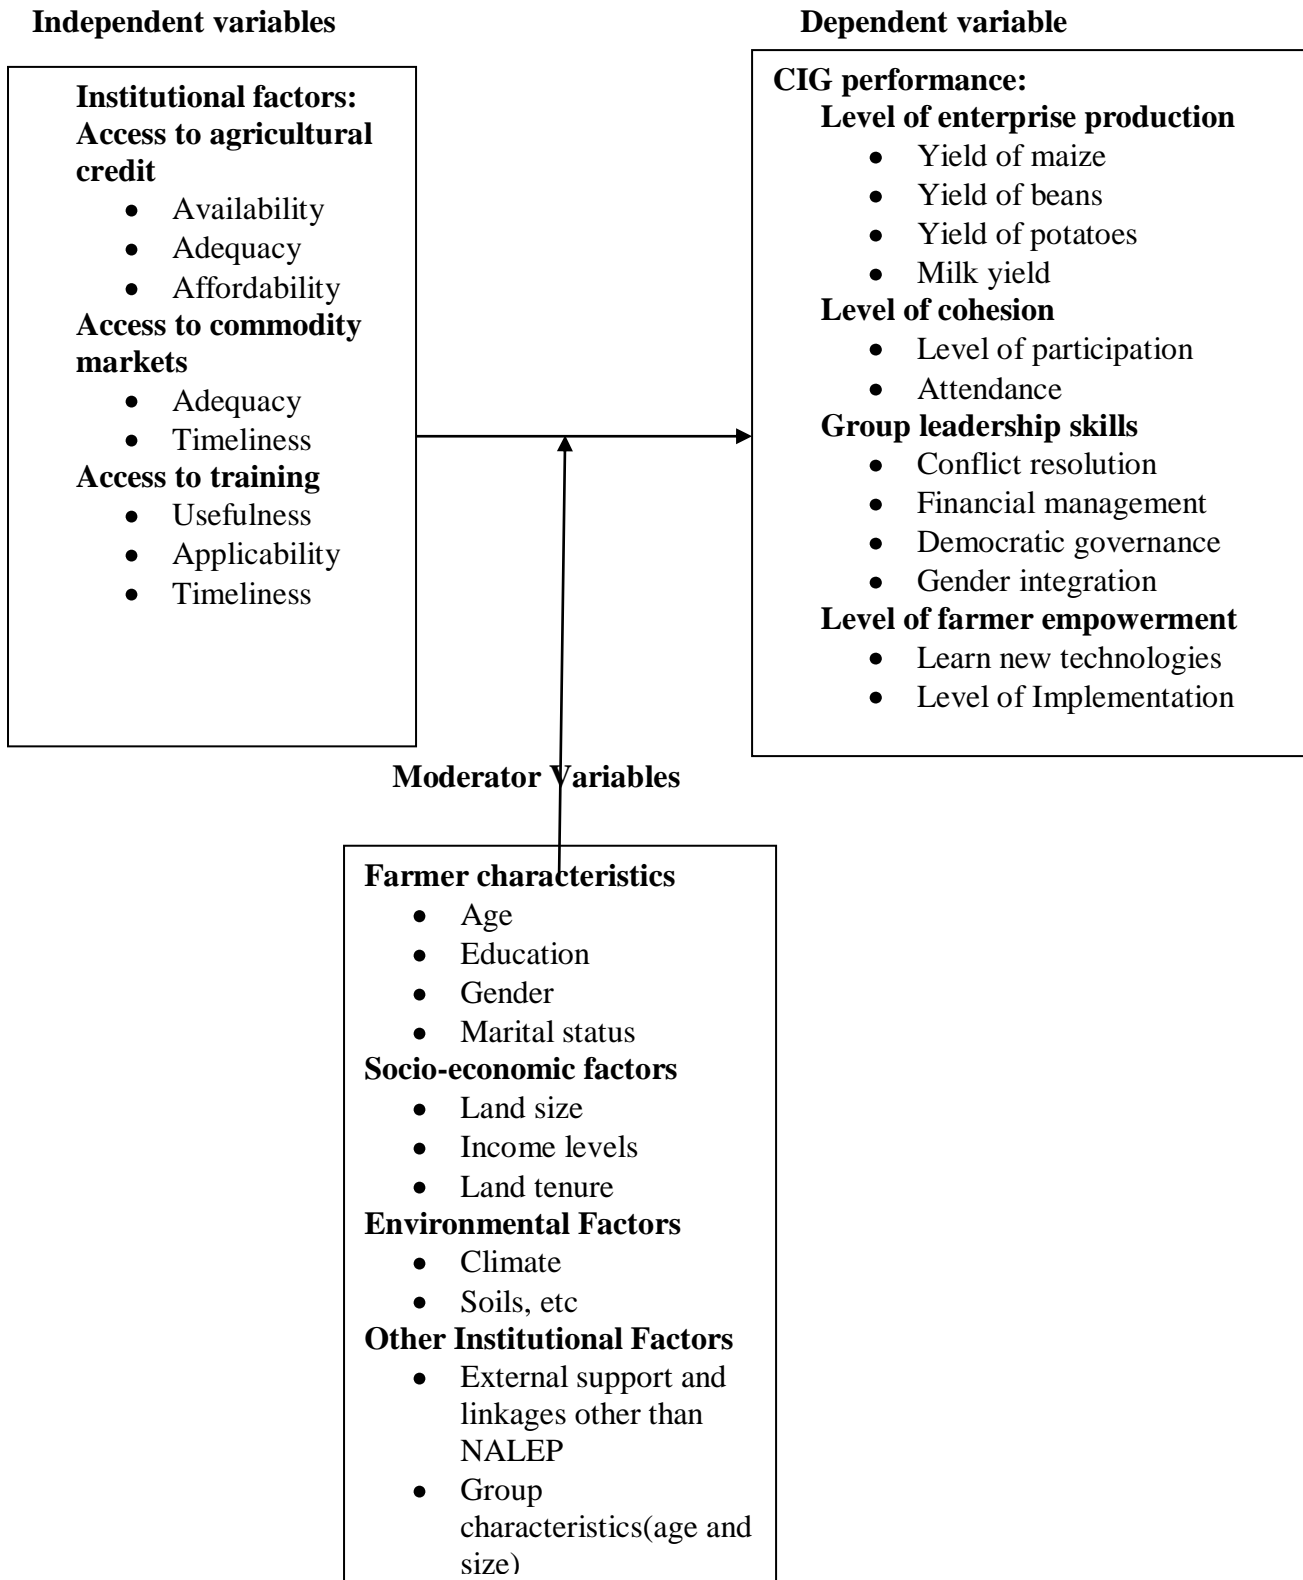 Independent variables
Institutional factors:
Access to agricultural
credit
• Availability
• Adequacy
• Affordability
Access to commodity
markets
• Adequacy
• Timeliness
Access to training
• Usefulness
• Applicability
• Timeliness
Dependent variable
CIG performance:
Level of enterprise production
• Yield of maize
• Yield of beans
• Yield of potatoes
• Milk yield
Level of cohesion
• Level of participation
• Attendance
Group leadership skills
• Conflict resolution
• Financial management
• Democratic governance
• Gender integration
Level of farmer empowerment
• Learn new technologies
• Level of Implementation
Moderator Variables
Farmer characteristics
• Age
• Education
• Gender
• Marital status
Socio-economic factors
• Land size
• Income levels
• Land tenure
Environmental Factors
• Climate
• Soils, etc
Other Institutional Factors
• External support and
linkages other than
NALEP
• Group
characteristics(age and
size)